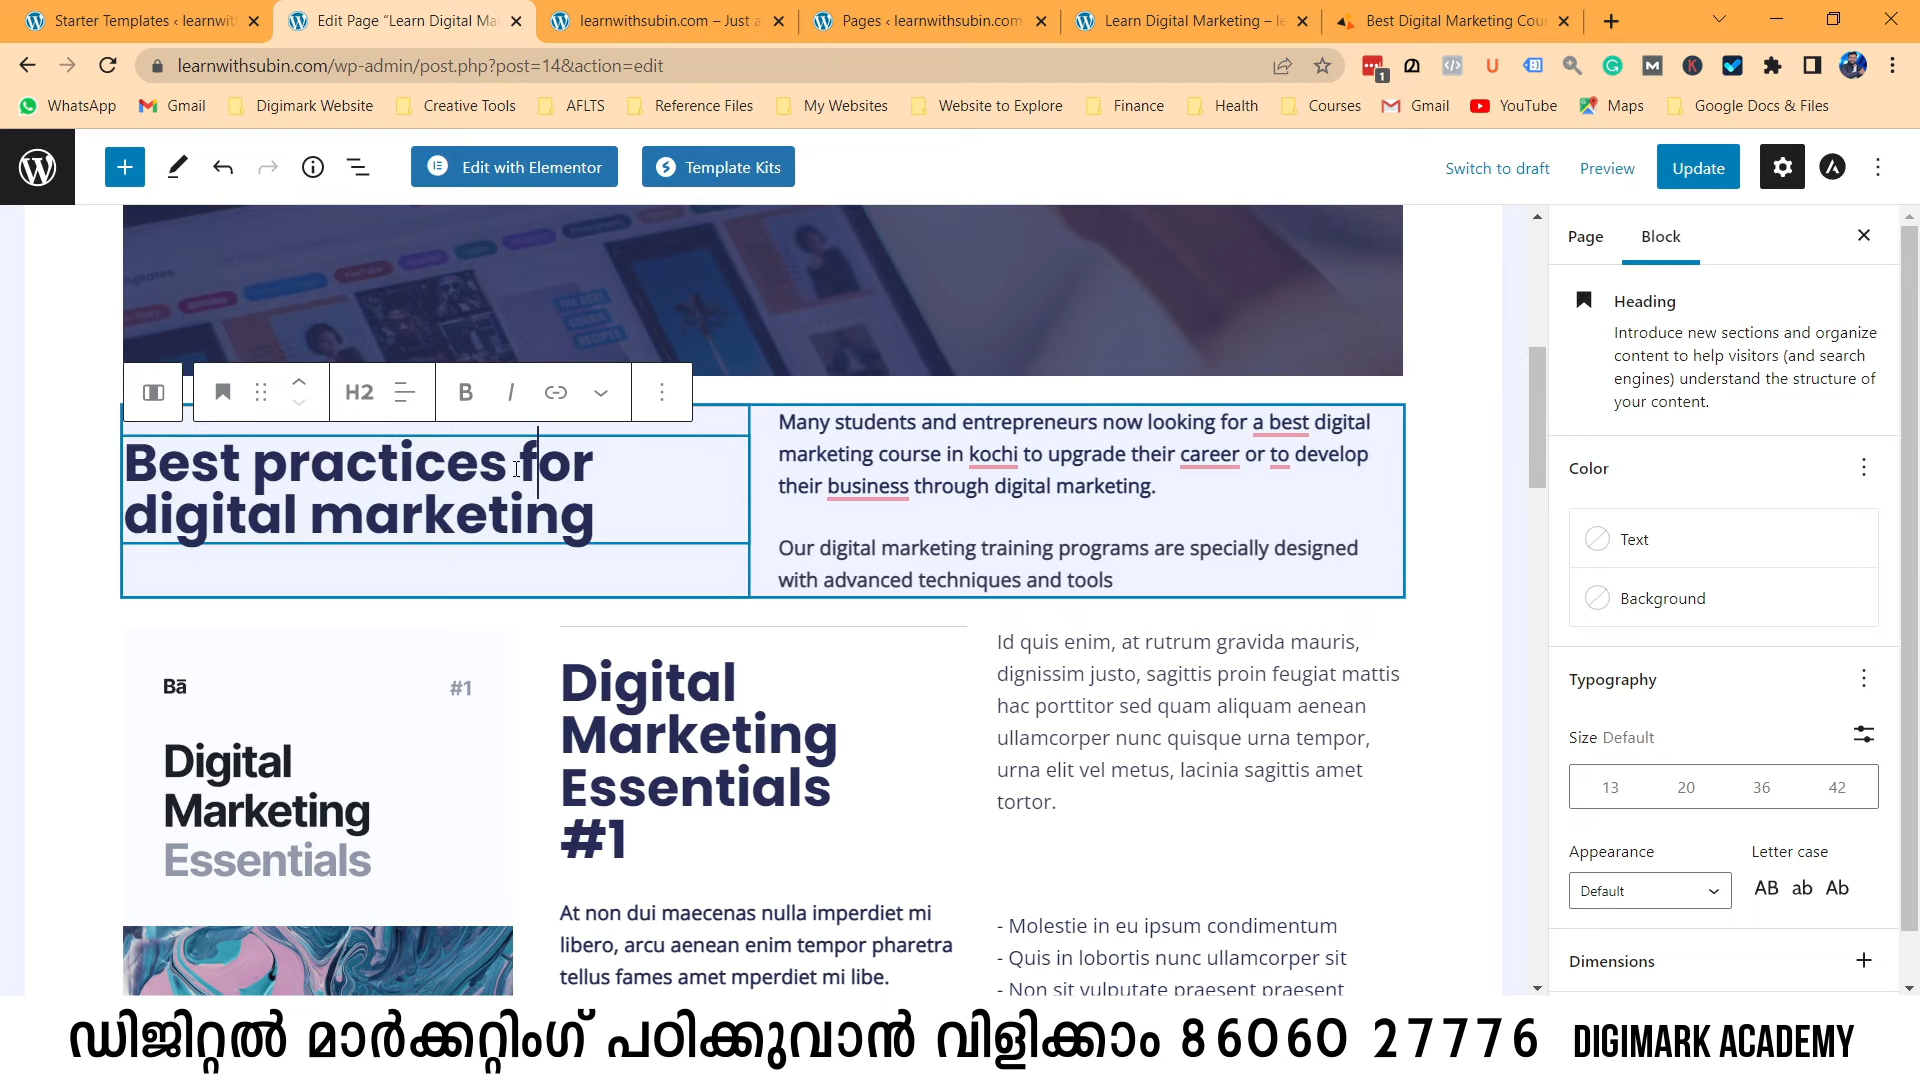 Starter Templates ‹ learnwit
Edit Page “Learn Digital Ma
learnwithsubin.com – Just a
Pages ‹ learnwithsubin.com
Learn Digital Marketing – le
Best Digital Marketing Cou
learnwithsubin.com/wp-admin/post.php?post=14&action=edit
1
WhatsApp
Gmail
Digimark Website
Creative Tools
AFLTS
Reference Files
My Websites
Website to Explore
Finance
Health
Courses
Gmail
YouTube
Maps
Google Docs & Files
Edit with Elementor
Template Kits
Switch to draft
Preview
Update
Page
Block
Heading
Introduce new sections and organize
content to help visitors (and search
engines) understand the structure of
your content.
H2
B
I
Best practices for
digital marketing
Many students and entrepreneurs now looking for a best digital
marketing course in kochi to upgrade their career or to develop
their business through digital marketing.
Our digital marketing training programs are specially designed
with advanced techniques and tools
Color
Text
Background
Typography
Size Default
13
20
36
42
Appearance
Letter case
Default
AB
ab
Ab
Dimensions
Bā
#1
Digital
Marketing
Essentials
Digital
Marketing
Essentials
#1
At non dui maecenas nulla imperdiet mi
libero, arcu aenean enim tempor pharetra
tellus fames amet mperdiet mi libe.
Id quis enim, at rutrum gravida mauris,
dignissim justo, sagittis proin feugiat mattis
hac porttitor sed quam aliquam aenean
ullamcorper nunc quisque urna tempor,
urna elit vel metus, lacinia sagittis amet
tortor.
- Molestie in eu ipsum condimentum
- Quis in lobortis nunc ullamcorper sit
- Non sit vulputate praesent praesent
ഡിജിറ്റൽ മാർക്കറ്റിംഗ് പഠിക്കുവാൻ വിളിക്കാം 86060 27776 DIGIMARK ACADEMY